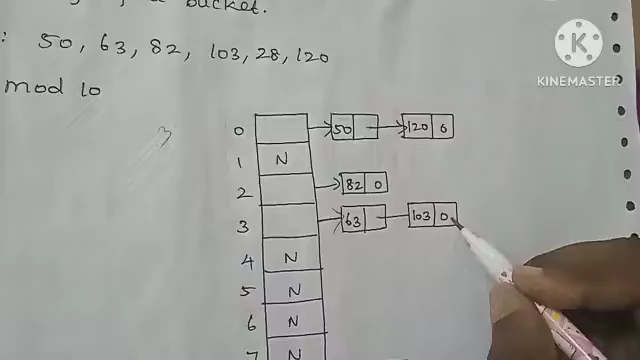 bucket.
: 50, 63, 82, 103, 28, 120
mod 10
KINEMASTER
0 50 120 0
1 N
2 82 0
3 63 103 0
4 N
5 N
6 N
7 N